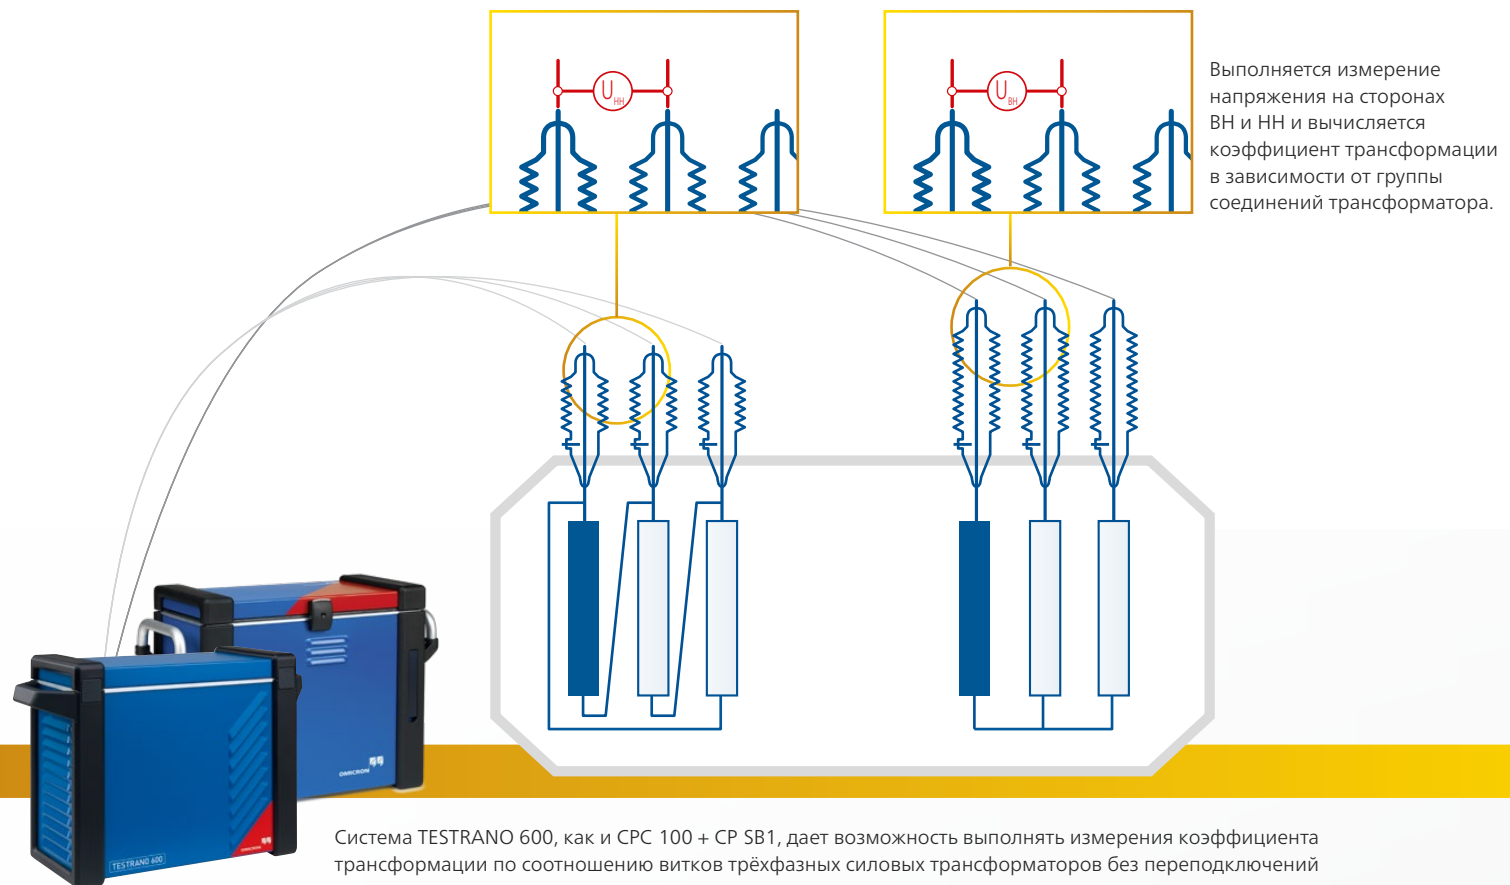 U НН
U ВН
Выполняется измерение
напряжения на сторонах
ВН и НН и вычисляется
коэффициент трансформации
в зависимости от группы
соединений трансформатора.
OMICRON
TESTRANO 600
Система TESTRANO 600, как и CPC 100 + CP SB1, дает возможность выполнять измерения коэффициента
трансформации по соотношению витков трёхфазных силовых трансформаторов без переподключений